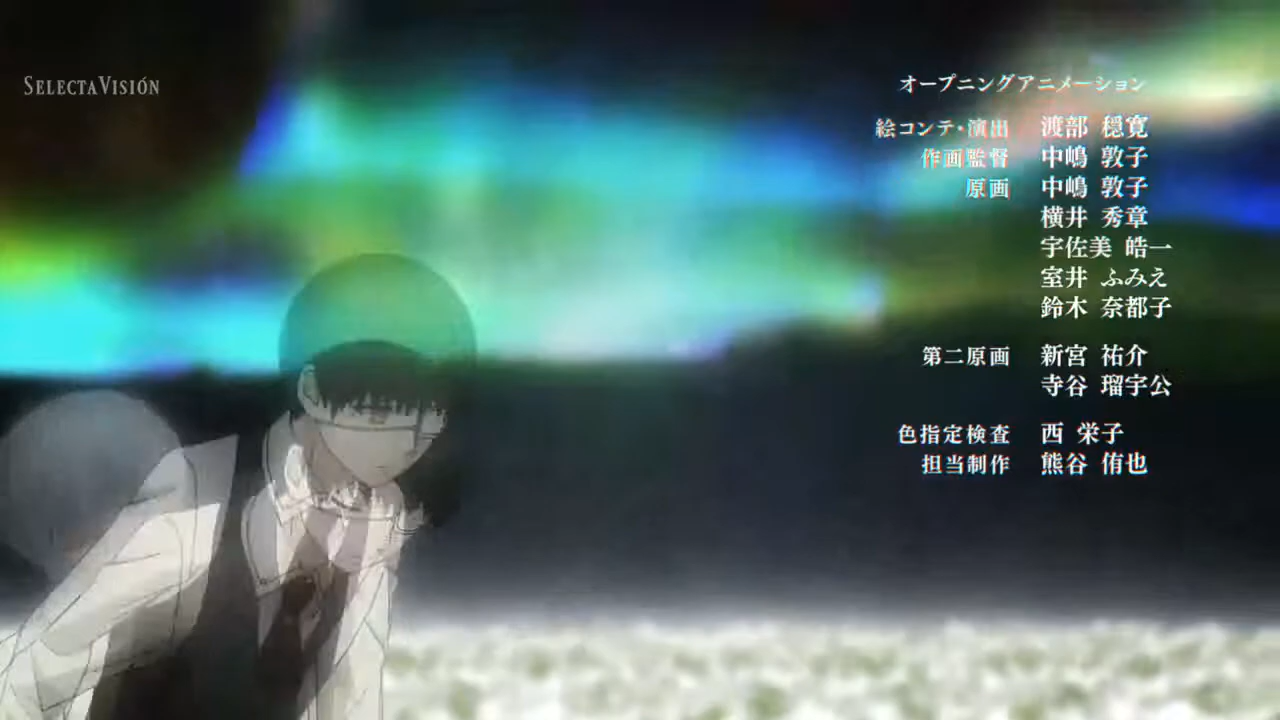 SELECTAVISIÓN
オープニングアニメーション
絵コンテ・演出 渡部 穏寛
作画監督 中嶋 敦子
原画 中嶋 敦子
横井 秀章
宇佐美 皓一
室井 ふみえ
鈴木 奈都子
第二原画 新宮 祐介
寺谷 瑠宇公
色指定検査 西 栄子
担当制作 熊谷 侑也